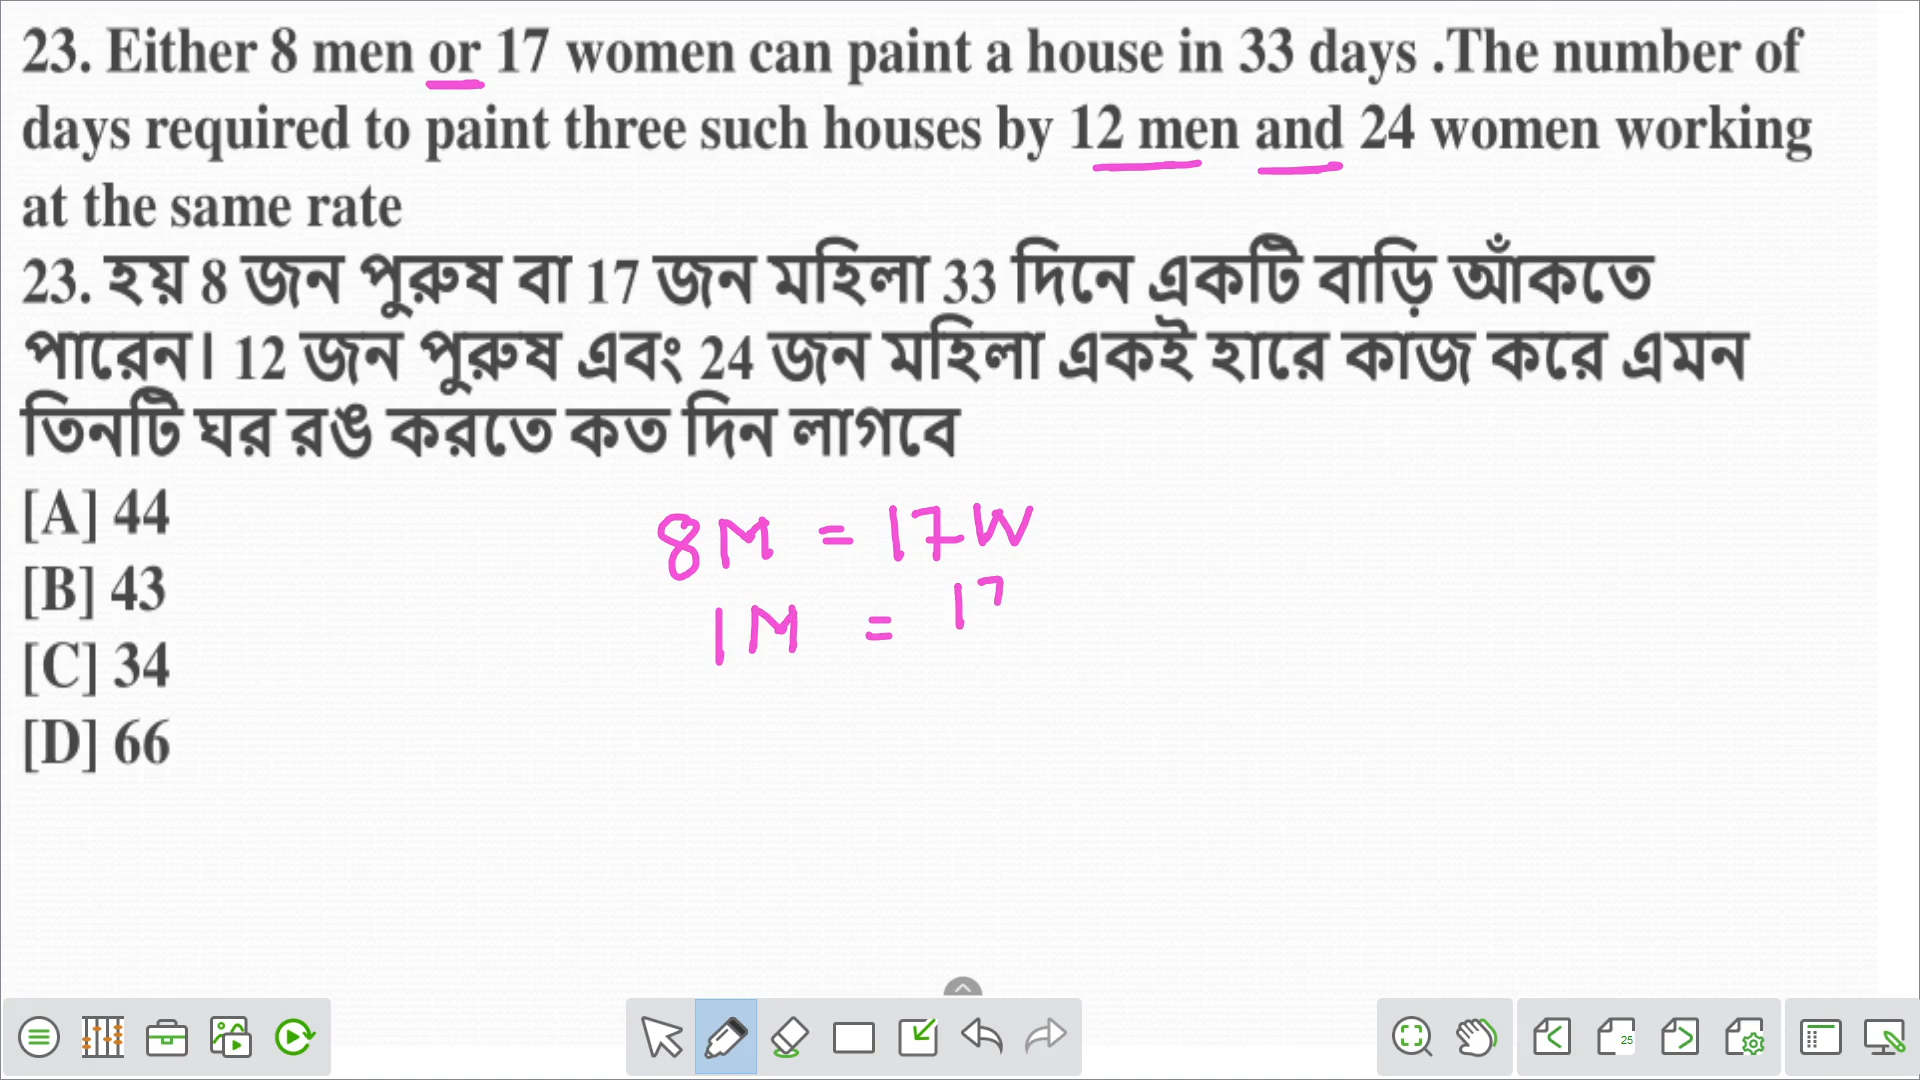 23. Either 8 men or 17 women can paint a house in 33 days .The number of
days required to paint three such houses by 12 men and 24 women working
at the same rate
23. হয় 8 জন পুরুষ বা 17 জন মহিলা 33 দিনে একটি বাড়ি আঁকতে
পারেন। 12 জন পুরুষ এবং 24 জন মহিলা একই হারে কাজ করে এমন
তিনটি ঘর রঙ করতে কত দিন লাগবে
[A] 44
[B] 43
[C] 34
[D] 66
8M = 17W
1M = 17
25